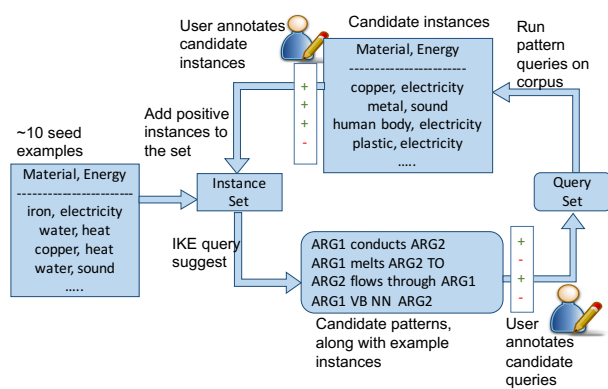 User annotates
candidate
instances
Candidate instances
Material, Energy
------------------------
copper, electricity
metal, sound
human body, electricity
plastic, electricity
.....
+
+
+
-
Run
pattern
queries on
corpus
Add positive
instances to
the set
~10 seed
examples
Material, Energy
------------------------
iron, electricity
water, heat
copper, heat
water, sound
.....
Instance
Set
Query
Set
IKE query
suggest
ARG1 conducts ARG2
ARG1 melts ARG2 TO
ARG2 flows through ARG1
ARG1 VB NN ARG2
+
-
+
-
Candidate patterns,
along with example
instances
User
annotates
candidate
queries